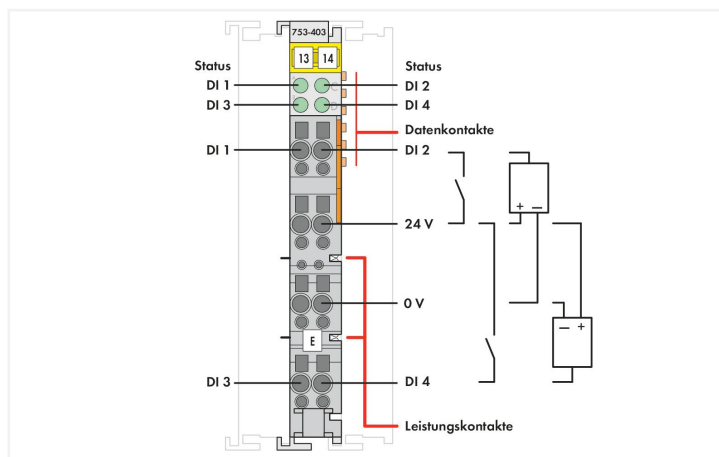 753-403
13 14
Status Status
DI 1 C DI 2
DI 3 D DI 4
Datenkontakte
DI 1 DI 2
+ −
24 V
0 V
− +
E
DI 3 DI 4
Leistungskontakte